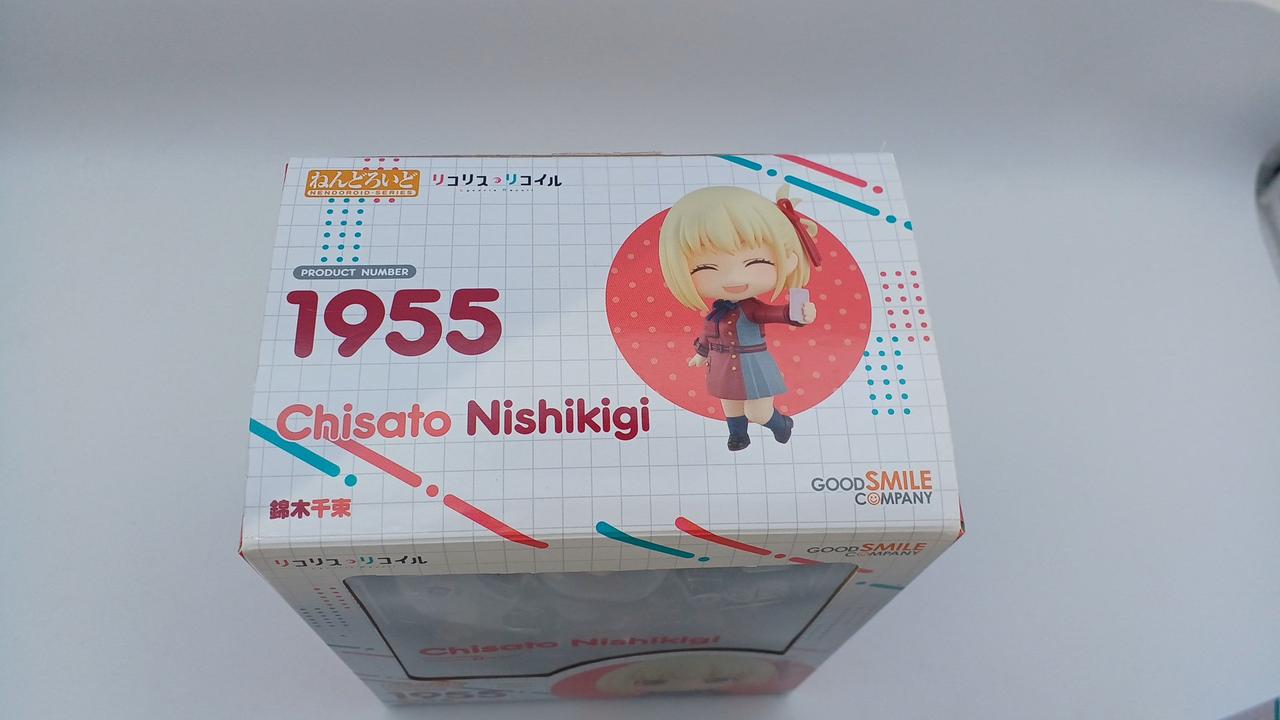 ねんどろいど
NENDOROID-SERIES
リコリス・リコイル
PRODUCT NUMBER
1955
Chisato Nishikigi
錦木千束
GOOD SMILE
COMPANY
リコリス・リコイル
GOOD SMILE
COMPANY
Chisato Nishikigi
1955